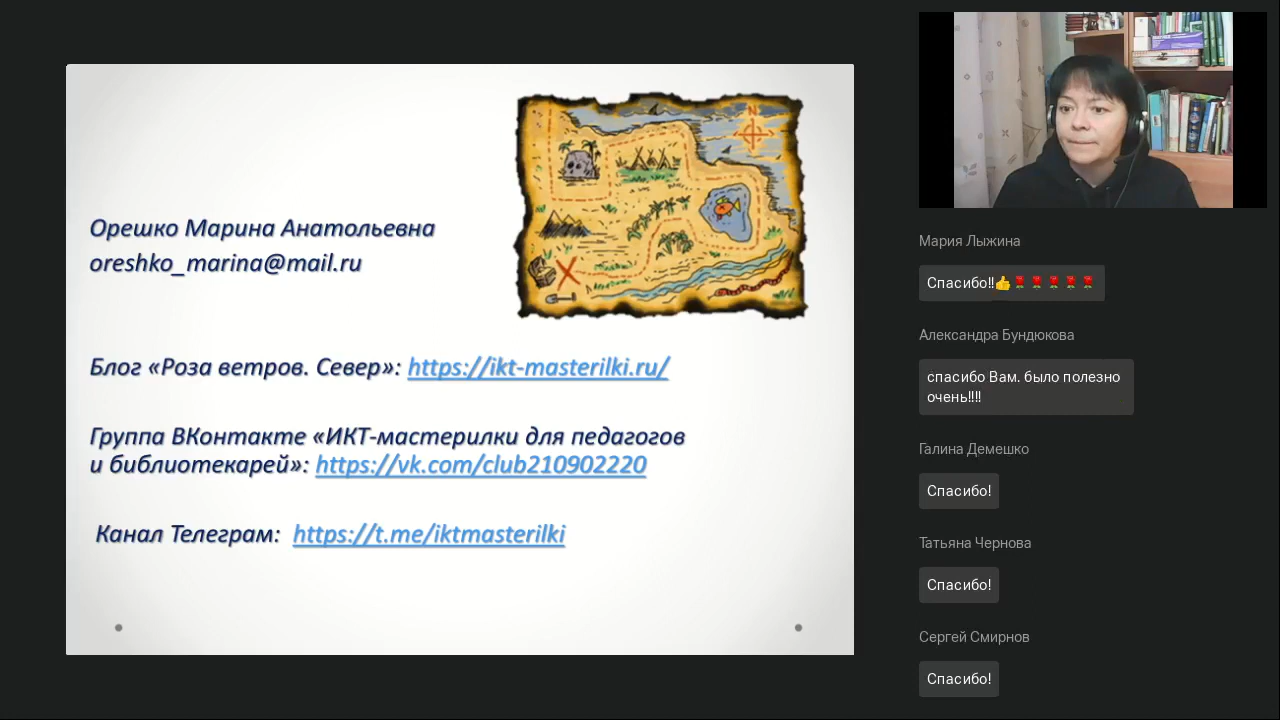 Орешко Марина Анатольевна
oreshko_marina@mail.ru
Блог «Роза ветров. Север»: https://ikt-masterilki.ru/
Группа ВКонтакте «ИКТ-мастерилки для педагогов
и библиотекарей»: https://vk.com/club210902220
Канал Телеграм: https://t.me/iktmasterilki
N
Мария Лыжина
Спасибо!!👍🌹🌹🌹🌹🌹
Александра Бундюкова
спасибо Вам. было полезно
очень!!!!
Галина Демешко
Спасибо!
Татьяна Чернова
Спасибо!
Сергей Смирнов
Спасибо!